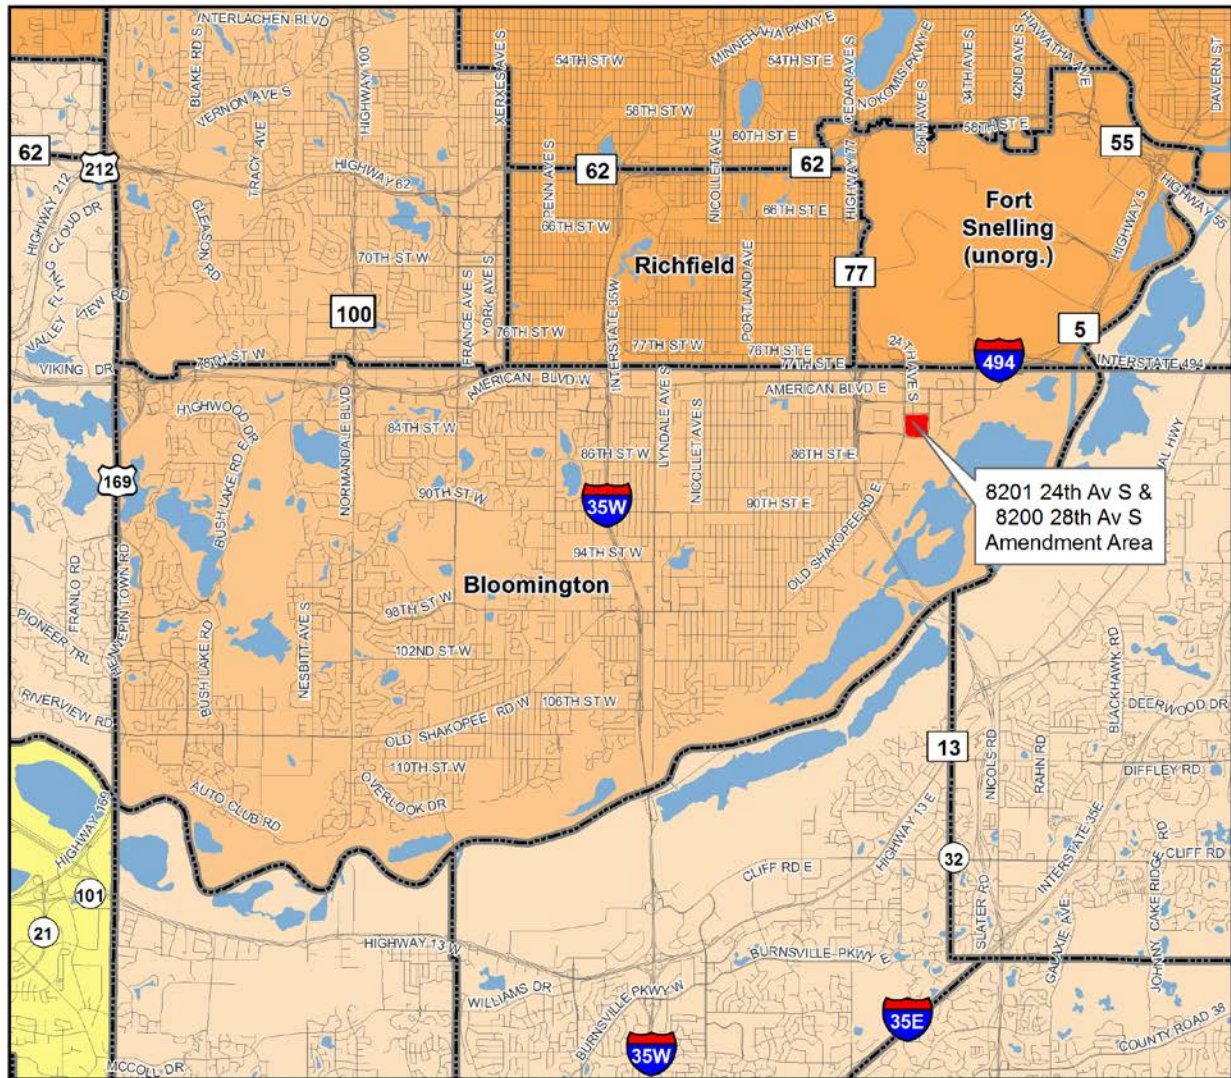 INTERLACHEN BLVD
BLAKE RD S
VERNON AVE S
TRACY AVE
HIGHWAY 100
XERXES AVE S
54TH ST W
MINNEHAHA PKWY E
54TH ST E
CEDAR AVE S
NOKOMIS PKWY E
28TH AVE S
34TH AVE S
42ND AVE S
HIAWATHA AVE
DAVERN ST
58TH ST W
60TH ST E
58TH ST E
62
212
HIGHWAY 62
62
62
55
PENN AVE S
NICOLLET AVE S
HIGHWAY 77
HIGHWAY 212
GLEASON RD
66TH ST W
66TH ST E
Fort
Snelling
(unorg.)
HIGHWAY 5
HIGHWAY 55
70TH ST W
Richfield
77
100
FRANCE AVE S
YORK AVE S
INTERSTATE 35W
PORTLAND AVE
5
76TH ST W
77TH ST W
76TH ST E
77TH ST E
24TH AVE S
494
INTERSTATE 494
78TH ST W
VIKING DR
AMERICAN BLVD W
AMERICAN BLVD E
HIGHWOOD DR
NORMANDALE BLVD
84TH ST W
86TH ST W
LYNDALE AVE S
NICOLLET AVE S
86TH ST E
169
BUSH LAKE RD E
90TH ST W
35W
90TH ST E
OLD SHAKOPEE RD E
8201 24th Av S &
8200 28th Av S
Amendment Area
94TH ST W
Bloomington
FRANLO RD
PIONEER TRL
98TH ST W
NESBITT AVE S
102ND ST W
BUSH LAKE RD
RIVERVIEW RD
106TH ST W
OLD SHAKOPEE RD W
110TH ST W
AUTO CLUB RD
OVERLOOK DR
BLACKHAWK RD
DEERWOOD DR
13
NICOLS RD
RAHN RD
DIFFLEY RD
HIGHWAY 169
HIGHWAY 13 E
INTERSTATE 35E
32
CLIFF RD E
CLIFF RD
101
21
SLATER RD
GALAXIE AVE
JOHNNY CAKE RIDGE RD
HIGHWAY 13 W
BURNSVILLE PKWY E
WILLIAMS DR
BURNSVILLE PKWY W
35E
35W
COUNTY ROAD 38
MCCOLL DR